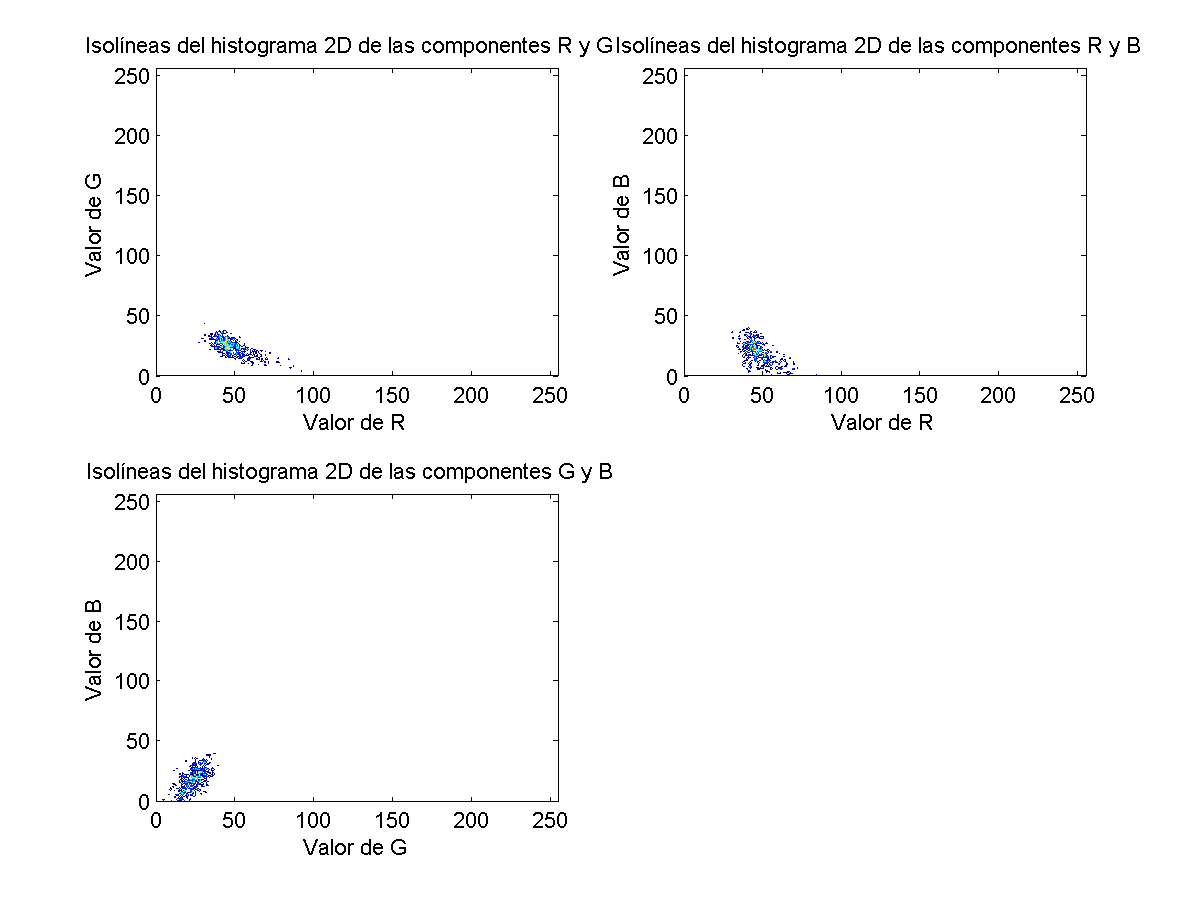 Isolíneas del histograma 2D de las componentes R y G
250
200
150
100
50
0
Valor de G
0 50 100 150 200 250
Valor de R
Isolíneas del histograma 2D de las componentes R y B
250
200
150
100
50
0
Valor de B
0 50 100 150 200 250
Valor de R
Isolíneas del histograma 2D de las componentes G y B
250
200
150
100
50
0
Valor de B
0 50 100 150 200 250
Valor de G